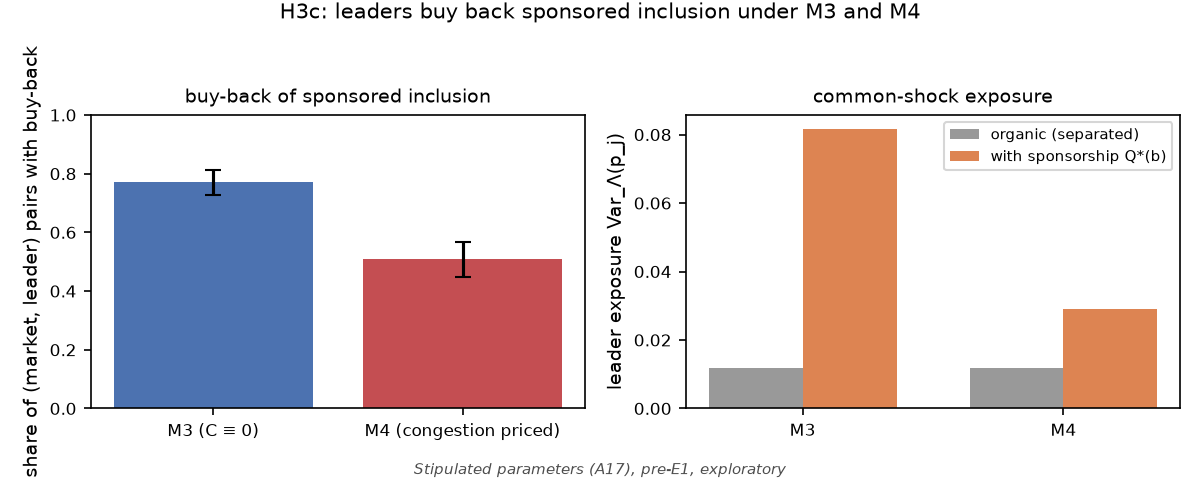 H3c: leaders buy back sponsored inclusion under M3 and M4
buy-back of sponsored inclusion
share of (market, leader) pairs with buy-back
1.0
0.8
0.6
0.4
0.2
0.0
M3 (C ≡ 0)
M4 (congestion priced)
common-shock exposure
leader exposure Var_Λ(p_j)
0.08
0.06
0.04
0.02
0.00
organic (separated)
with sponsorship Q*(b)
M3
M4
Stipulated parameters (A17), pre-E1, exploratory